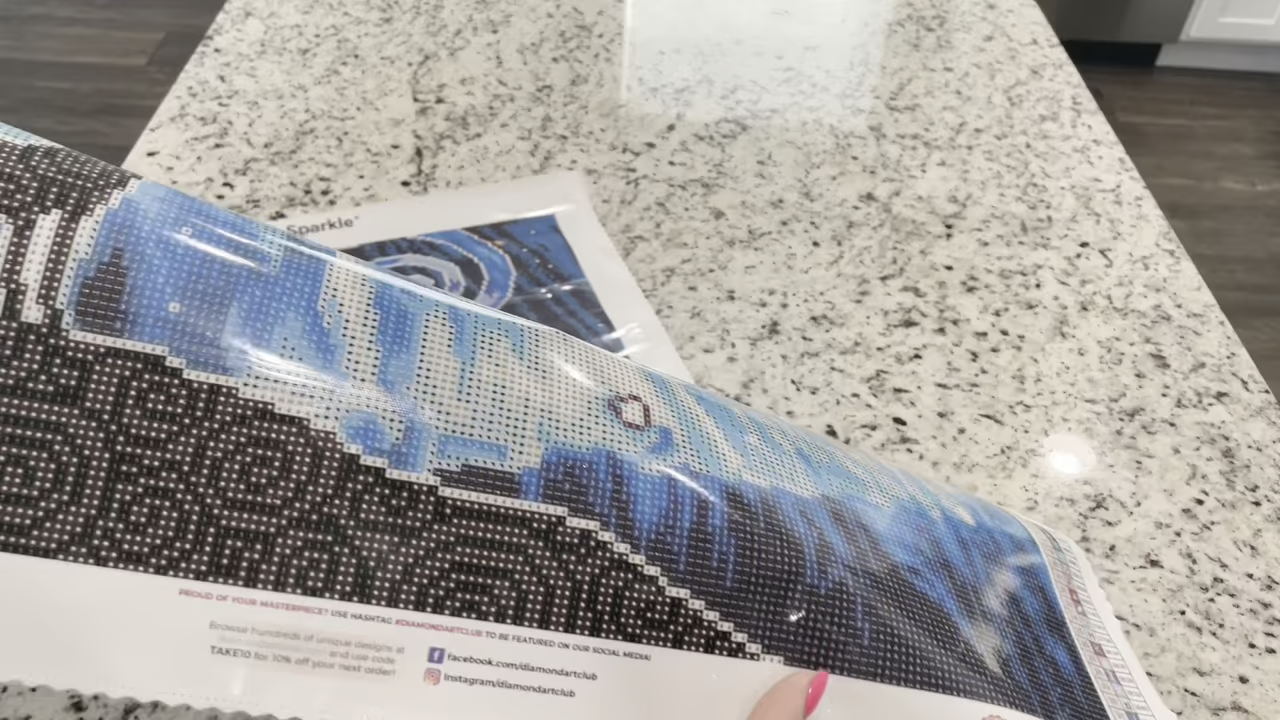 Sparkle
PROUD OF YOUR MASTERPIECE? USE HASHTAG #DIAMONDARTCLUB TO BE FEATURED ON OUR SOCIAL MEDIA!
Browse hundreds of unique designs at
and use code
TAKE10 for 10% off your next order!
facebook.com/diamondartclub
instagram/diamondartclub